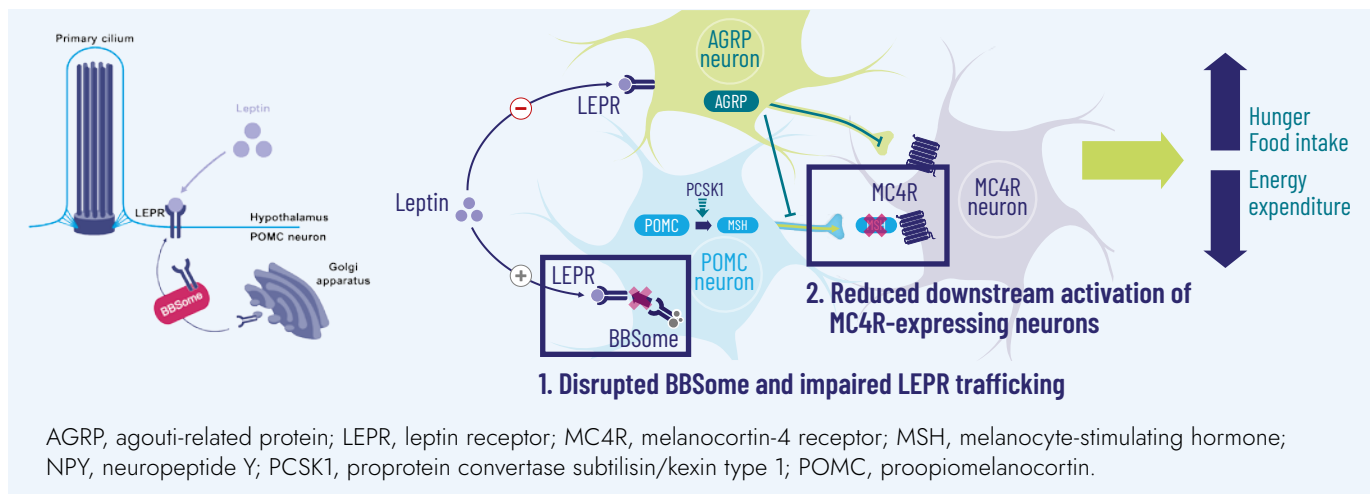 Primary cilium
Leptin
LEPR
Hypothalamus
POMC neuron
Golgi
apparatus
BBSome
Leptin
−
+
LEPR
AGRP
neuron
AGRP
PCSK1
POMC
MSH
POMC
neuron
LEPR
BBSome
MC4R
MSH
MC4R
neuron
1. Disrupted BBSome and impaired LEPR trafficking
2. Reduced downstream activation of
MC4R-expressing neurons
Hunger
Food intake
Energy
expenditure
AGRP, agouti-related protein; LEPR, leptin receptor; MC4R, melanocortin-4 receptor; MSH, melanocyte-stimulating hormone;
NPY, neuropeptide Y; PCSK1, proprotein convertase subtilisin/kexin type 1; POMC, proopiomelanocortin.